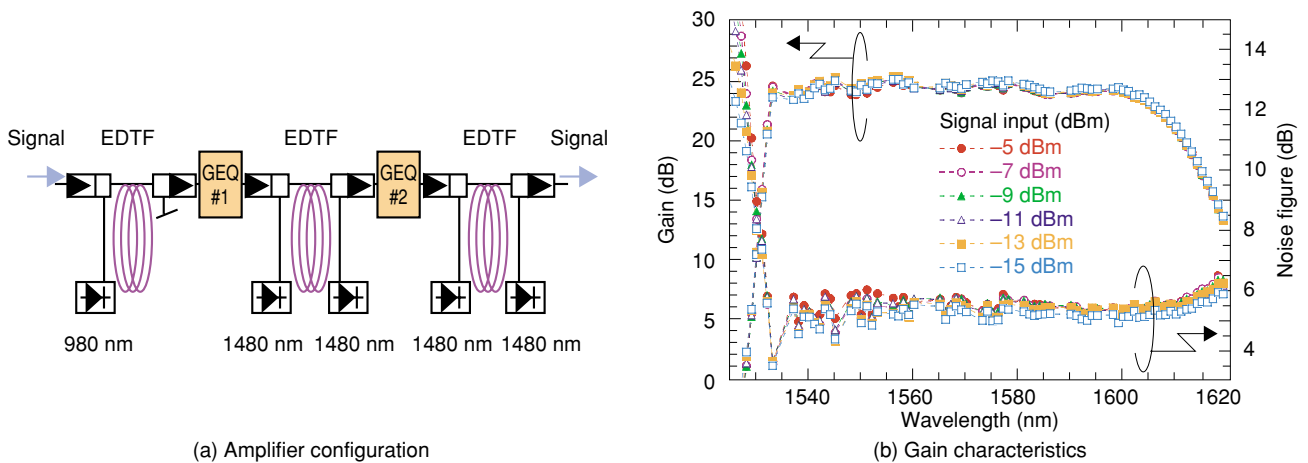 Signal EDTF EDTF EDTF Signal
GEQ
#1
GEQ
#2
980 nm 1480 nm 1480 nm 1480 nm 1480 nm
(a) Amplifier configuration
30
25
20
15
10
5
0
Gain (dB)
14
12
10
8
6
4
Noise figure (dB)
Signal input (dBm)
–5 dBm
–7 dBm
–9 dBm
–11 dBm
–13 dBm
–15 dBm
1540 1560 1580 1600 1620
Wavelength (nm)
(b) Gain characteristics